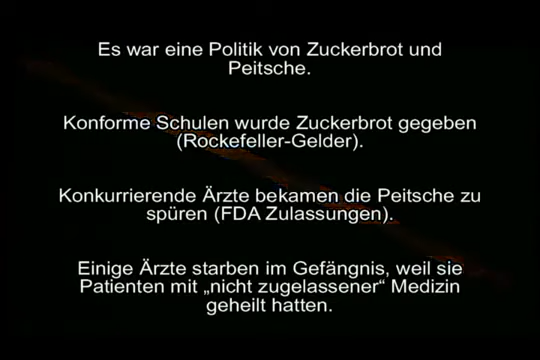 Es war eine Politik von Zuckerbrot und
Peitsche.
Konforme Schulen wurde Zuckerbrot gegeben
(Rockefeller-Gelder).
Konkurrierende Ärzte bekamen die Peitsche zu
spüren (FDA Zulassungen).
Einige Ärzte starben im Gefängnis, weil sie
Patienten mit „nicht zugelassener“ Medizin
geheilt hatten.